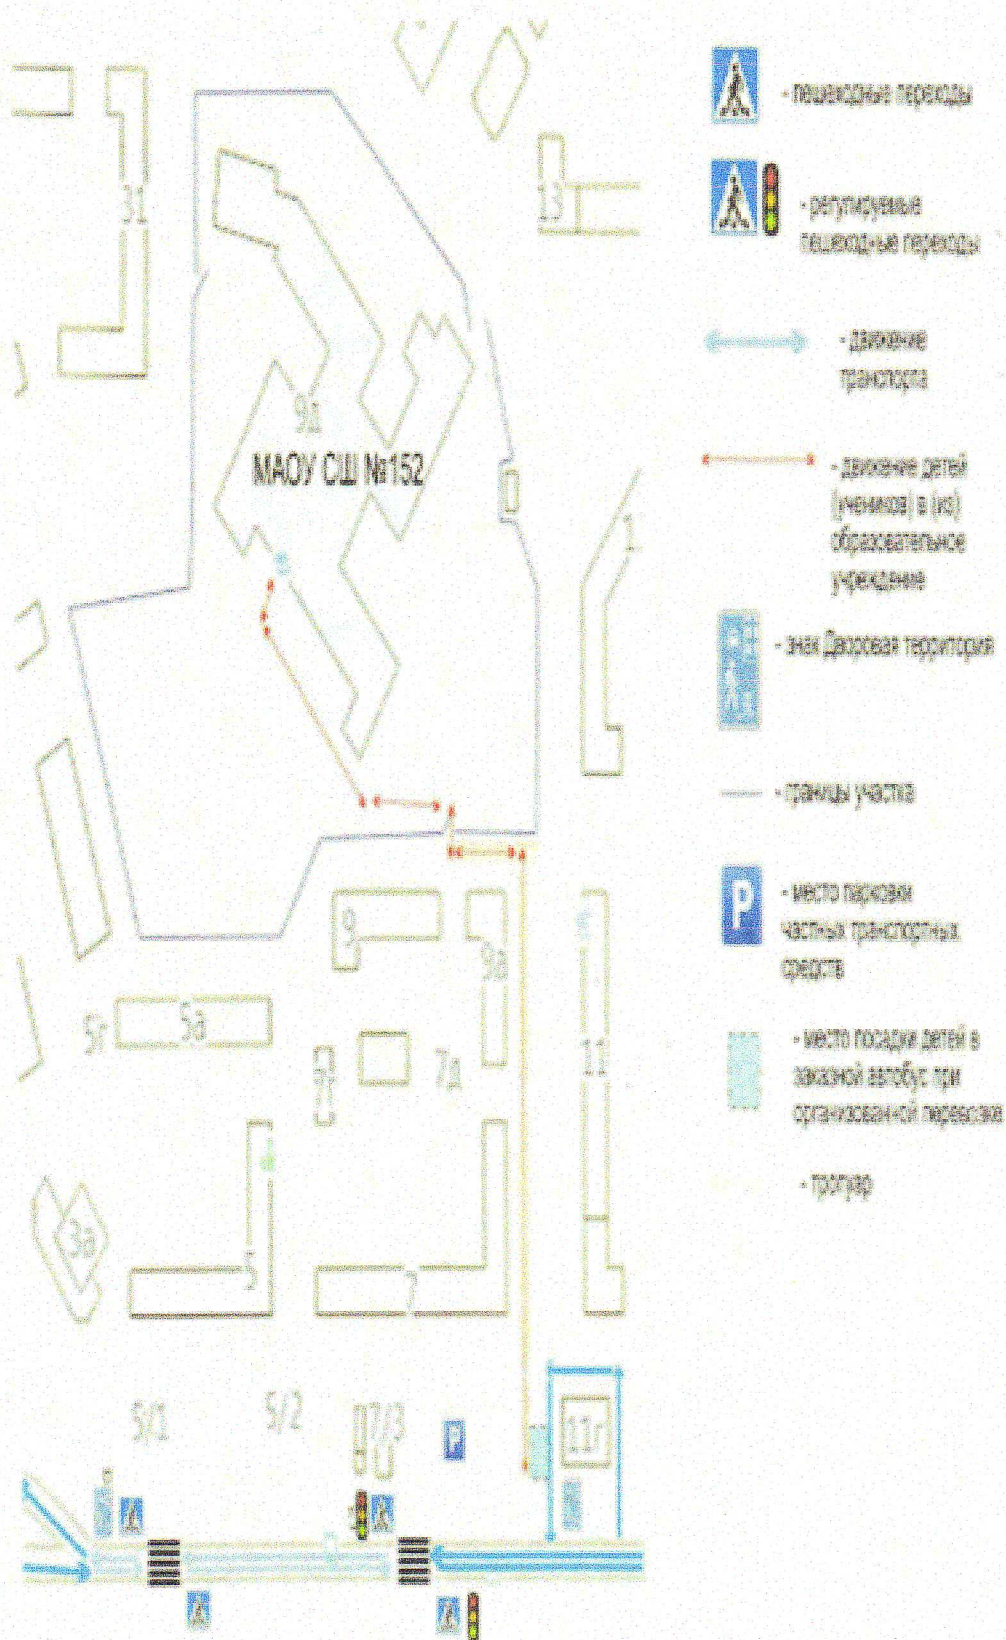 - пешеходные переходы
- регулируемые
пешеходные переходы
- движение
транспорта
- движение детей
(учеников) в (из)
образовательное
учреждение
- знак Дворовая территория
- границы участка
P
- место парковки
частных транспортных
средств
- место посадки детей в
заказной автобус при
организованной перевозке
- тротуар
31
13
9д
МАОУ СШ №152
1
9
9а
5г
5а
7г
7д
11
3а
5
7
5/1
5/2
7/3
P
11г